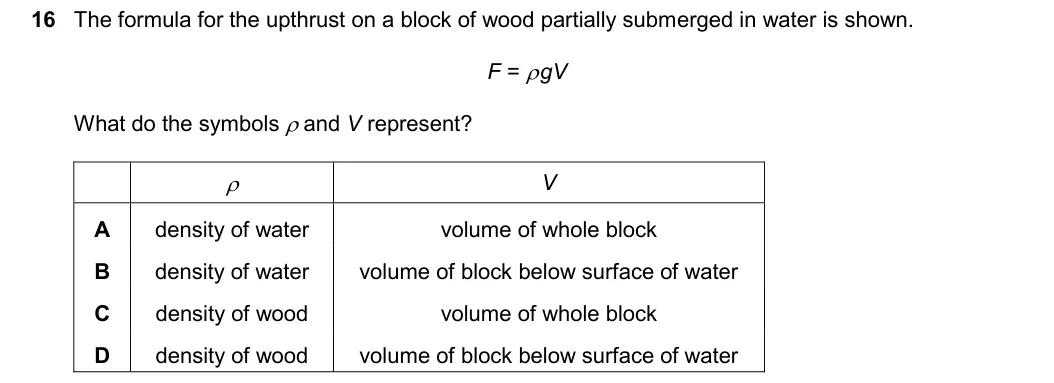 16 The formula for the upthrust on a block of wood partially submerged in water is shown.
F = ρgV
What do the symbols ρ and V represent?
ρ V
A density of water volume of whole block
B density of water volume of block below surface of water
C density of wood volume of whole block
D density of wood volume of block below surface of water